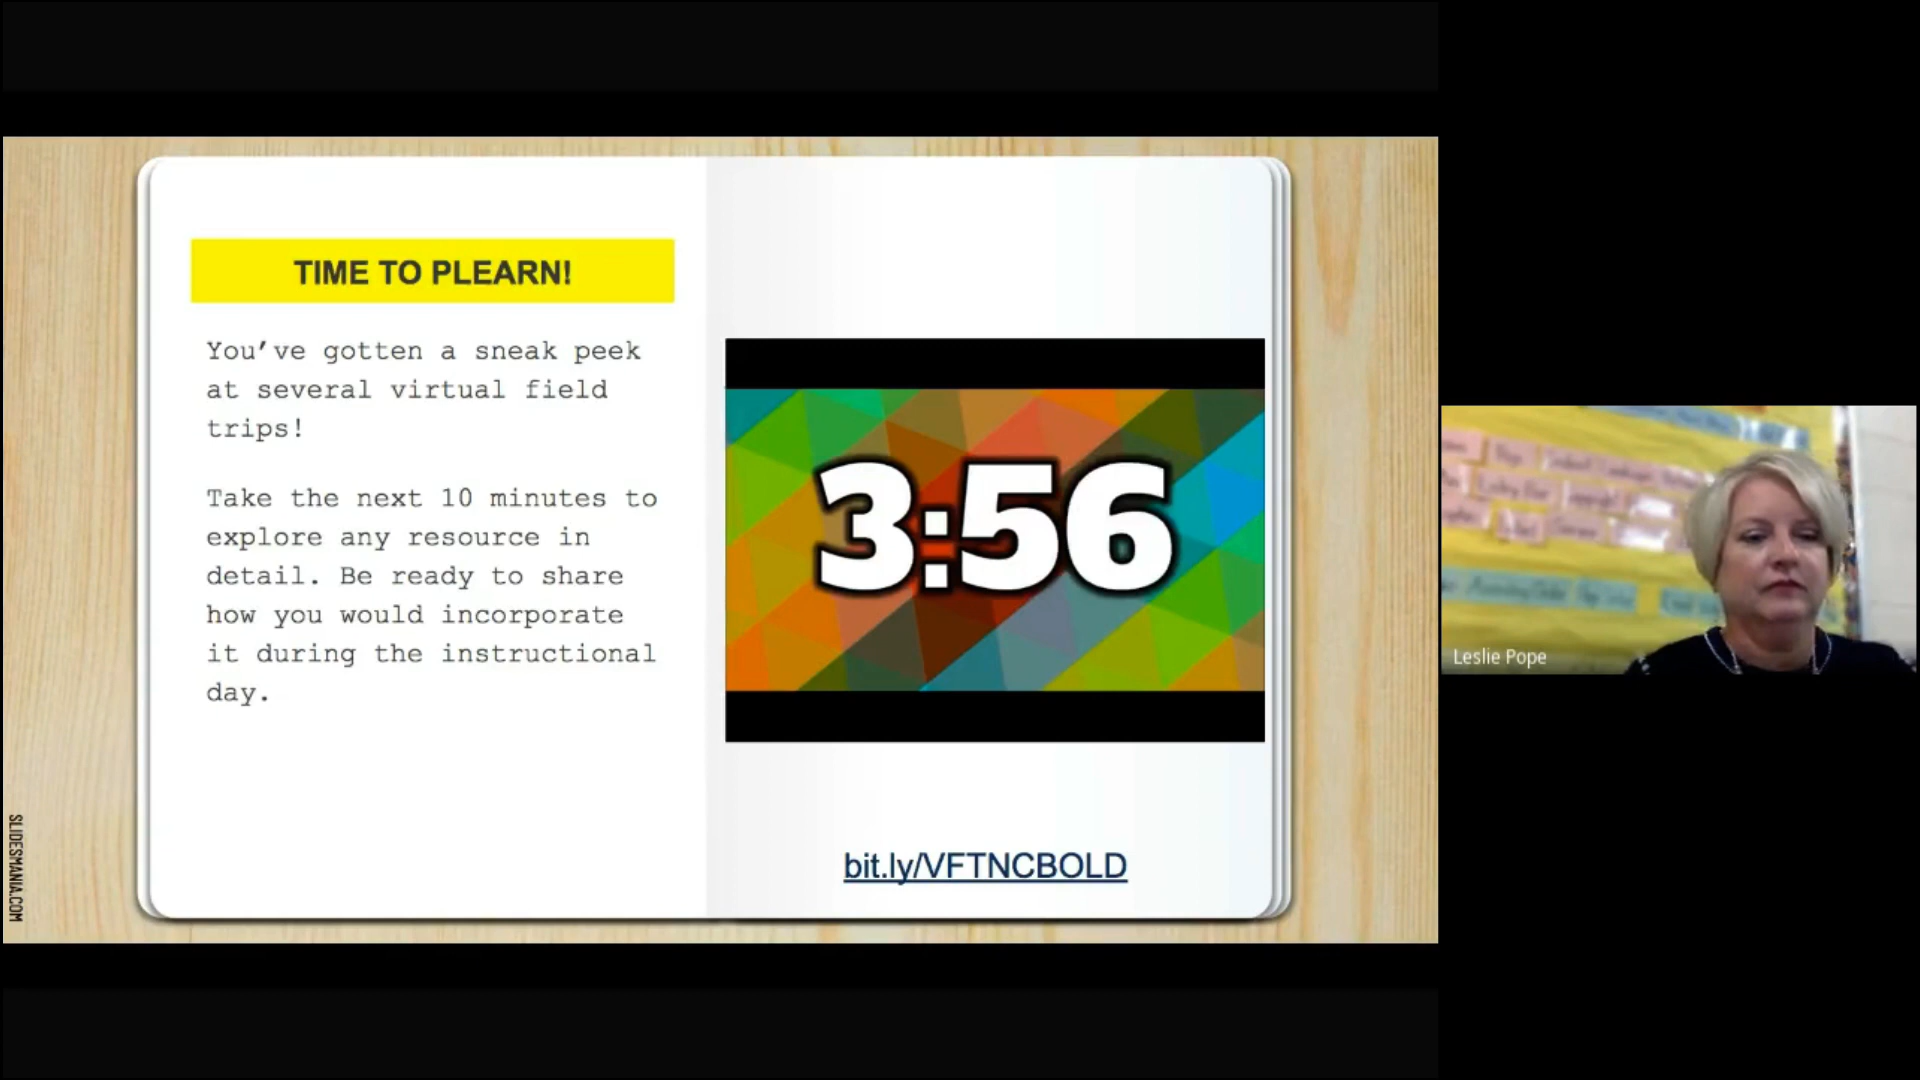 TIME TO PLEARN!
You’ve gotten a sneak peek
at several virtual field
trips!
Take the next 10 minutes to
explore any resource in
detail. Be ready to share
how you would incorporate
it during the instructional
day.
3:56
bit.ly/VFTNCBOLD
SLIDESMANIA.COM
Leslie Pope